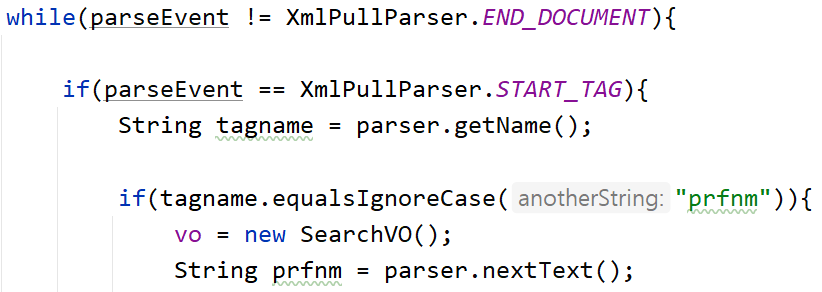 while(parseEvent != XmlPullParser.END_DOCUMENT){
if(parseEvent == XmlPullParser.START_TAG){
String tagname = parser.getName();
if(tagname.equalsIgnoreCase( anotherString: "prfnm")){
vo = new SearchVO();
String prfnm = parser.nextText();